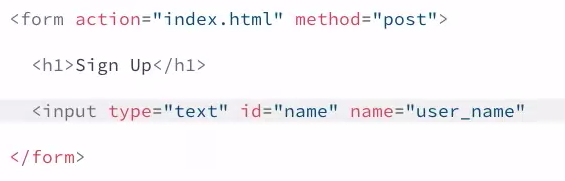 <form action="index.html" method="post">
<h1>Sign Up</h1>
<input type="text" id="name" name="user_name"
</form>